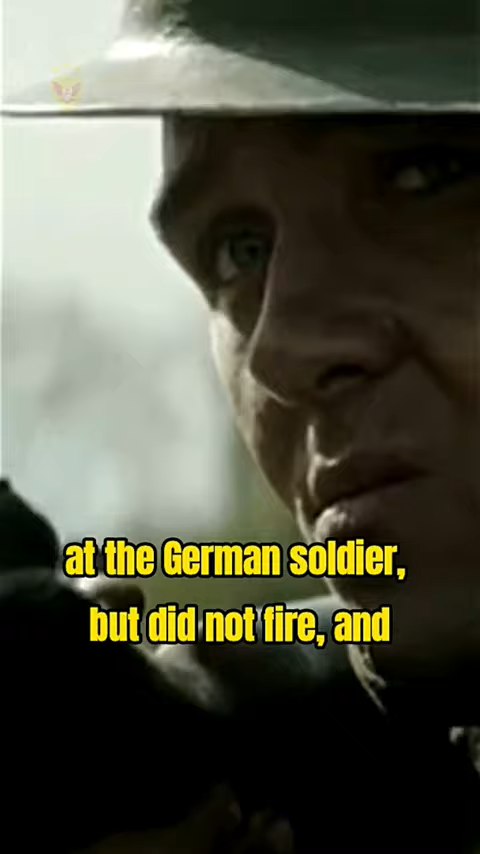 at the German soldier,
but did not fire, and